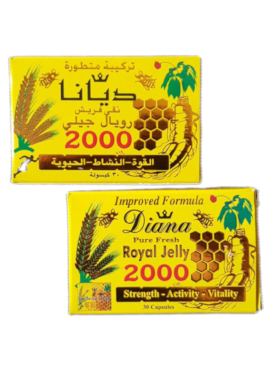 تركيبة متطورة
ديانا
نقي فريش
رويال جيلي
2000
القوة-النشاط-الحيوية
٣٠ كبسولة
Improved Formula
Diana
Pure Fresh
Royal Jelly
2000
Strength - Activity - Vitality
30 Capsules